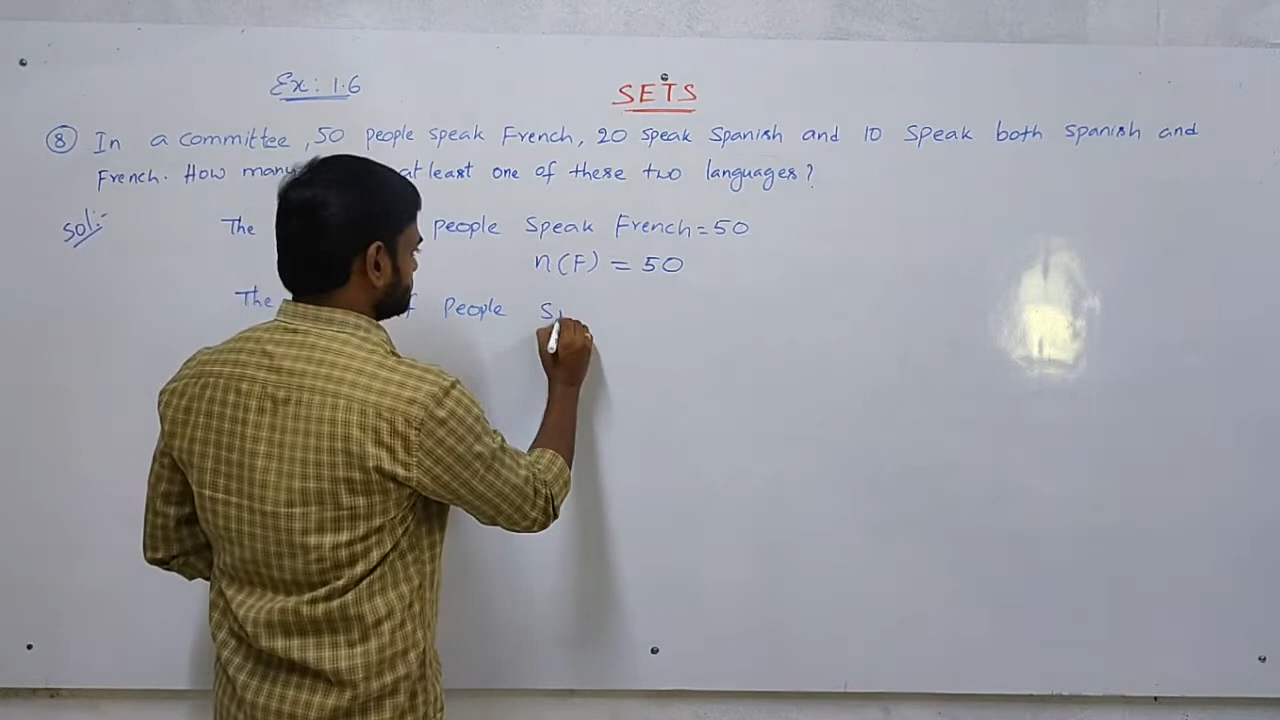 Ex: 1.6
SETS
8 In a committee, 50 people speak French, 20 speak Spanish and 10 speak both Spanish and
French. How many at least one of these two languages?
Sol:-
The people speak French = 50
n(F) = 50
The people